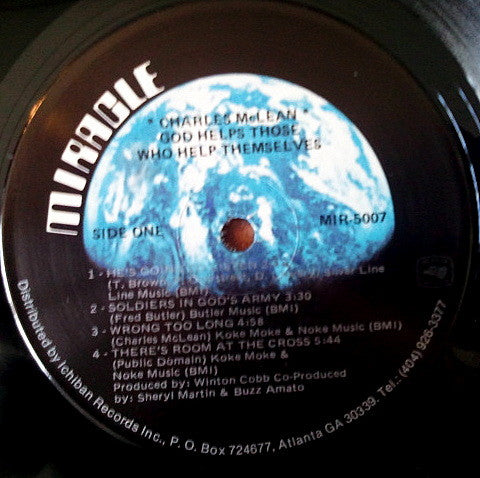 MIRACLE
" CHARLES McLEAN "
GOD HELPS THOSE
WHO HELP THEMSELVES
SIDE ONE
MIR-5007
1 - HE'S
(T. Brown, Line
Line Music (BMI)
2 - SOLDIERS IN GOD'S ARMY 3:30
(Fred Butler) Butler Music (BMI)
3 - WRONG TOO LONG 4:58
(Charles McLean) Koke Moke & Noke Music (BMI)
4 - THERE'S ROOM AT THE CROSS 5:44
(Public Domain) Koke Moke &
Noke Music (BMI)
Produced by: Winton Cobb Co-Produced
by: Sheryl Martin & Buzz Amato
Distributed by Ichiban Records Inc., P. O. Box 724677, Atlanta GA 30339. Tel.: (404) 926-3377